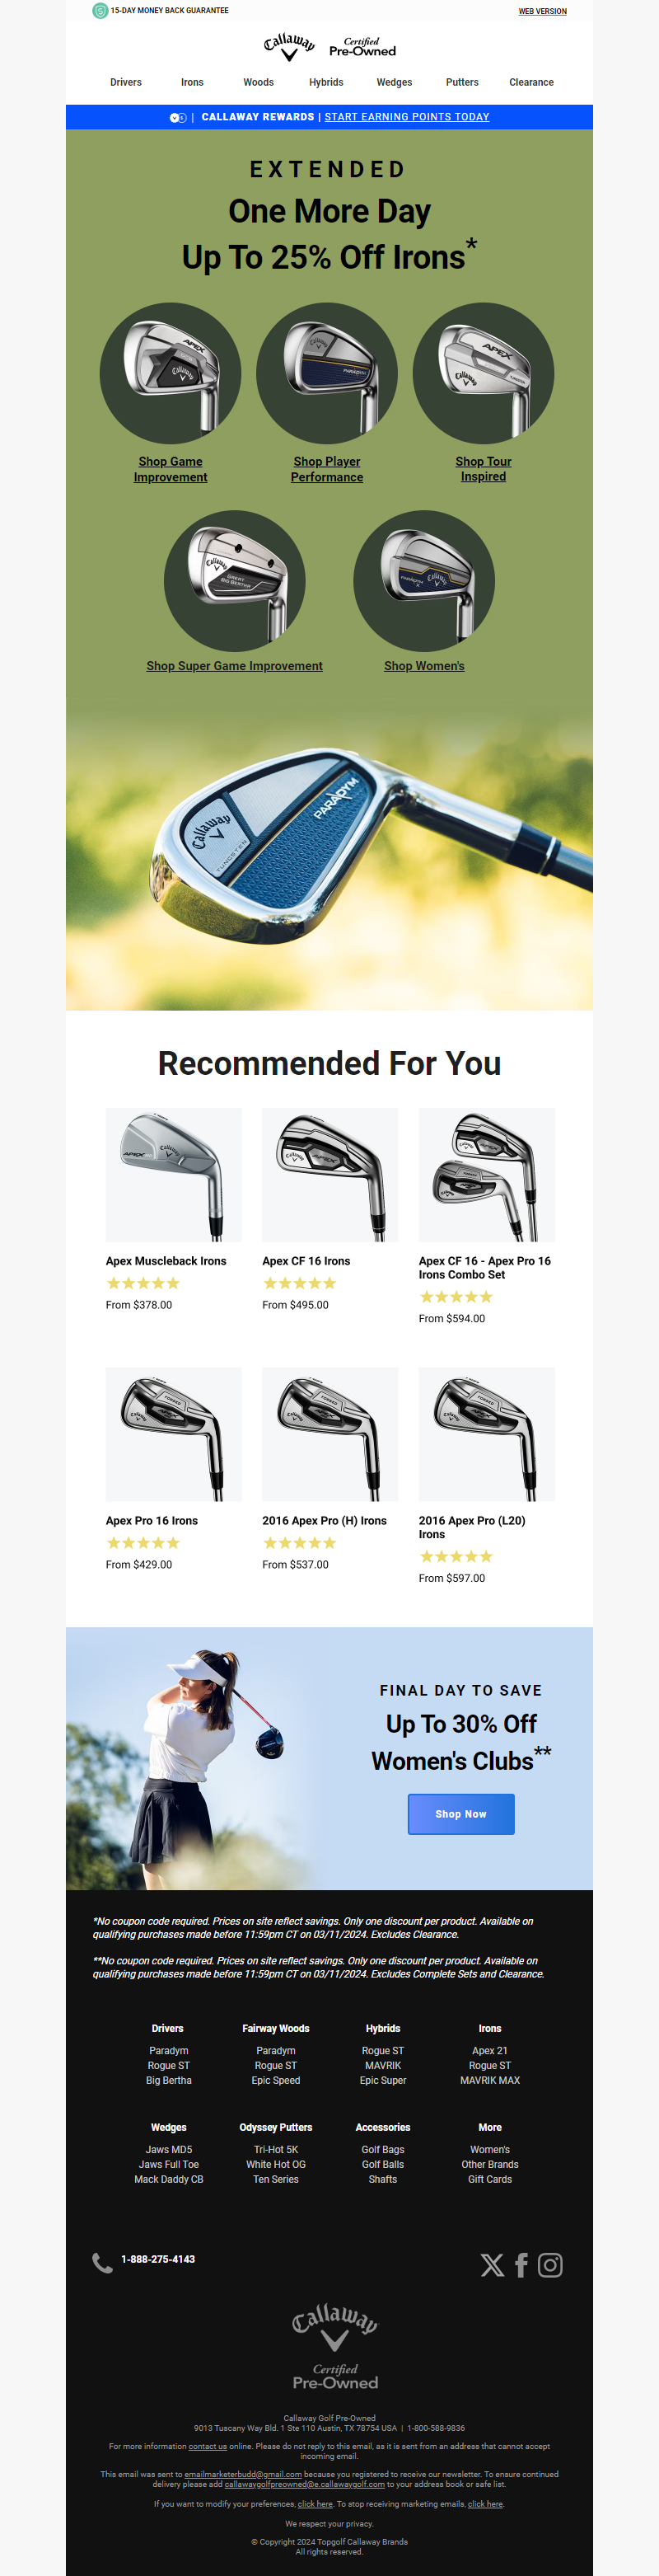 15-DAY MONEY BACK GUARANTEE
WEB VERSION
Callaway
Certified
Pre-Owned
Drivers Irons Woods Hybrids Wedges Putters Clearance
| CALLAWAY REWARDS | START EARNING POINTS TODAY
EXTENDED
One More Day
Up To 25% Off Irons*
APEX
Callaway
PARADYM
APEX
Callaway
Shop Game
Improvement
Shop Player
Performance
Shop Tour
Inspired
Callaway
GREAT
BIG BERTHA
PARADYM X
Callaway
Shop Super Game Improvement
Shop Women's
Callaway
TUNGSTEN
PARADYM
Recommended For You
Apex Muscleback Irons
From $378.00
Apex CF 16 Irons
From $495.00
Apex CF 16 - Apex Pro 16
Irons Combo Set
From $594.00
Apex Pro 16 Irons
From $429.00
2016 Apex Pro (H) Irons
From $537.00
2016 Apex Pro (L20)
Irons
From $597.00
FINAL DAY TO SAVE
Up To 30% Off
Women's Clubs**
Shop Now
*No coupon code required. Prices on site reflect savings. Only one discount per product. Available on
qualifying purchases made before 11:59pm CT on 03/11/2024. Excludes Clearance.
**No coupon code required. Prices on site reflect savings. Only one discount per product. Available on
qualifying purchases made before 11:59pm CT on 03/11/2024. Excludes Complete Sets and Clearance.
Drivers Fairway Woods Hybrids Irons
Paradym Paradym Rogue ST Apex 21
Rogue ST Rogue ST MAVRIK Rogue ST
Big Bertha Epic Speed Epic Super MAVRIK MAX
Wedges Odyssey Putters Accessories More
Jaws MD5 Tri-Hot 5K Golf Bags Women's
Jaws Full Toe White Hot OG Golf Balls Other Brands
Mack Daddy CB Ten Series Shafts Gift Cards
1-888-275-4143
Callaway
Certified
Pre-Owned
Callaway Golf Pre-Owned
9013 Tuscany Way Bld. 1 Ste 110 Austin, TX 78754 USA | 1-800-588-9836
For more information contact us online. Please do not reply to this email, as it is sent from an address that cannot accept
incoming email.
This email was sent to emailmarketerbudd@gmail.com because you registered to receive our newsletter. To ensure continued
delivery please add callawaygolfpreowned@e.callawaygolf.com to your address book or safe list.
If you want to modify your preferences, click here. To stop receiving marketing emails, click here.
We respect your privacy.
© Copyright 2024 Topgolf Callaway Brands
All rights reserved.